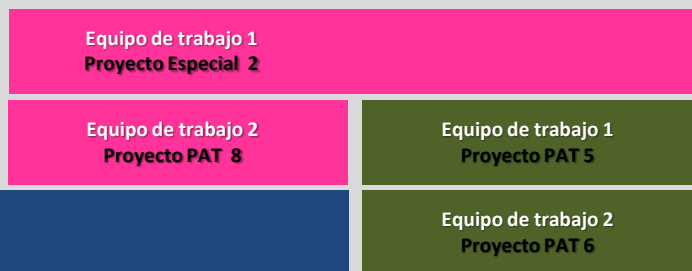 Equipo de trabajo 1
Proyecto Especial 2
Equipo de trabajo 2
Proyecto PAT 8
Equipo de trabajo 1
Proyecto PAT 5
Equipo de trabajo 2
Proyecto PAT 6